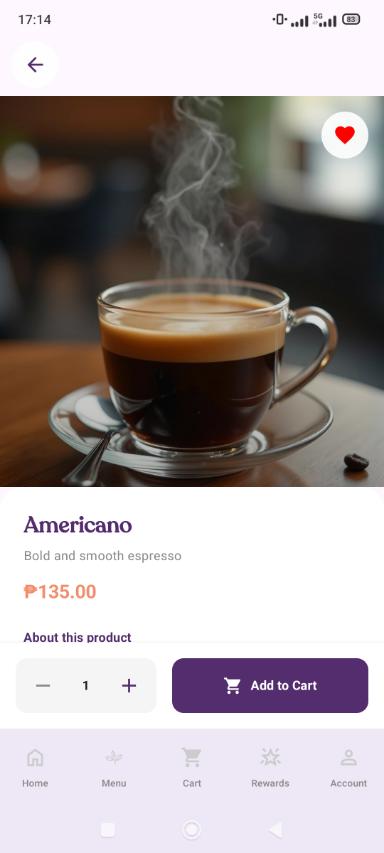 17:14
5G
83
Americano
Bold and smooth espresso
₱135.00
About this product
1
Add to Cart
Home
Menu
Cart
Rewards
Account